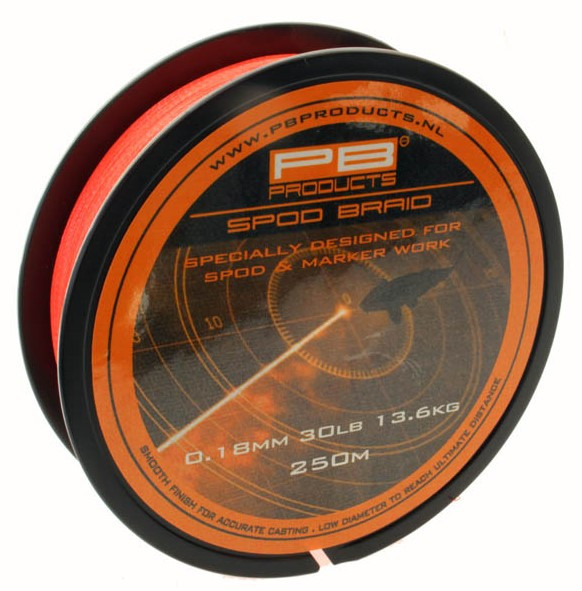 WWW.PBPRODUCTS.NL
PB
PRODUCTS
SPOD BRAID
SPECIALLY DESIGNED FOR
SPOD & MARKER WORK
10
0
0.18MM 30LB 13.6KG
250M
SMOOTH FINISH FOR ACCURATE CASTING . LOW DIAMETER TO REACH ULTIMATE DISTANCE